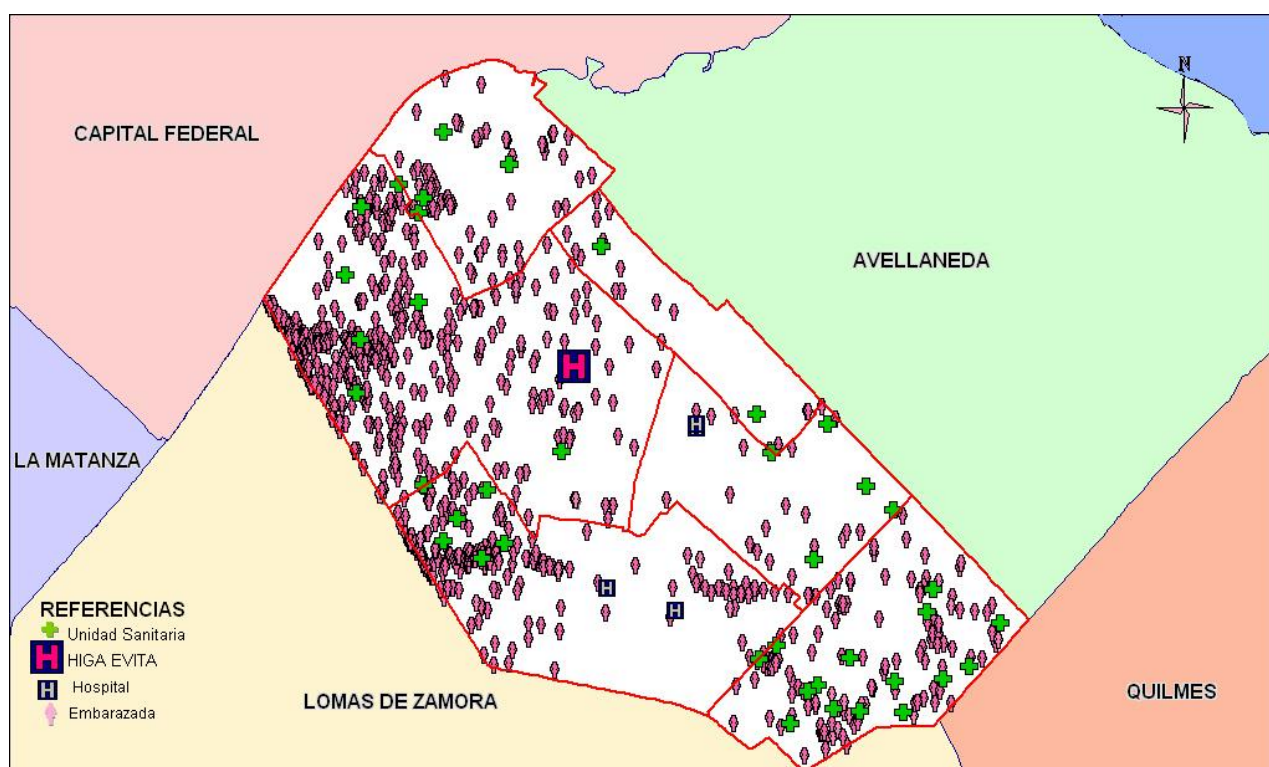 N
CAPITAL FEDERAL
AVELLANEDA
H
H
LA MATANZA
H
H
REFERENCIAS
Unidad Sanitaria
H HIGA EVITA
H Hospital
Embarazada
LOMAS DE ZAMORA
QUILMES